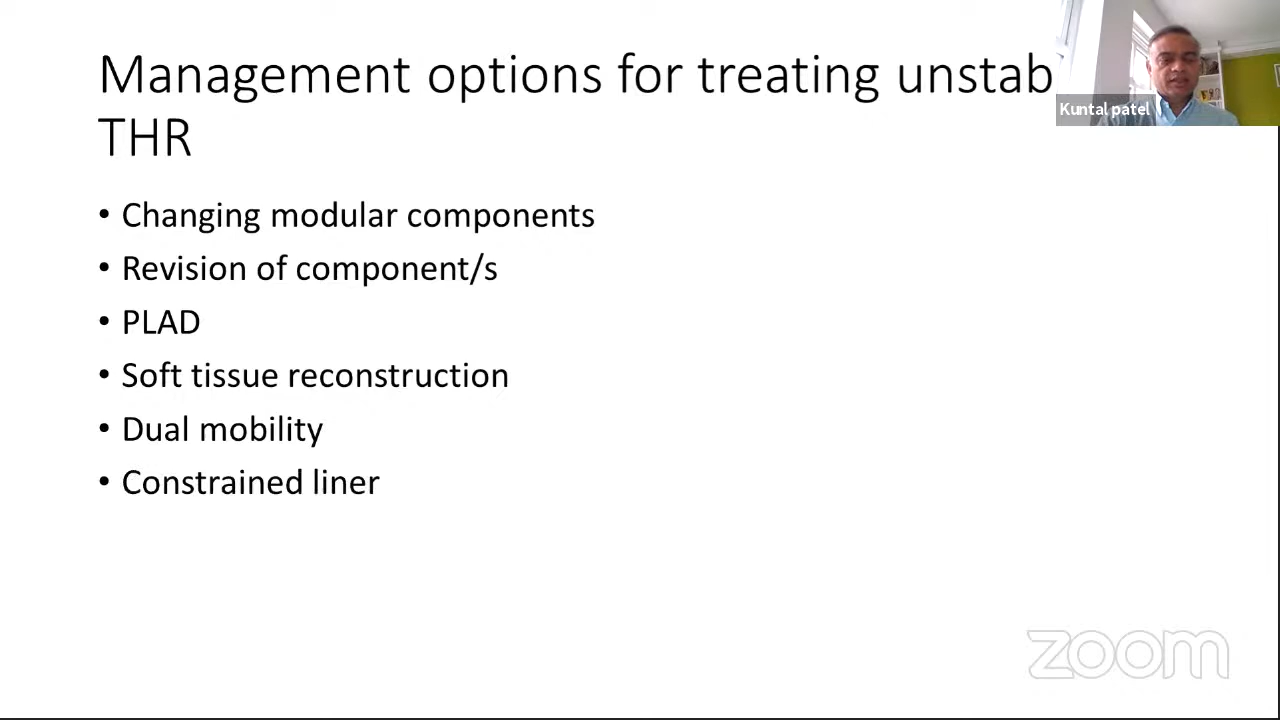 Management options for treating unstab
THR
Kuntal patel
• Changing modular components
• Revision of component/s
• PLAD
• Soft tissue reconstruction
• Dual mobility
• Constrained liner
zoom